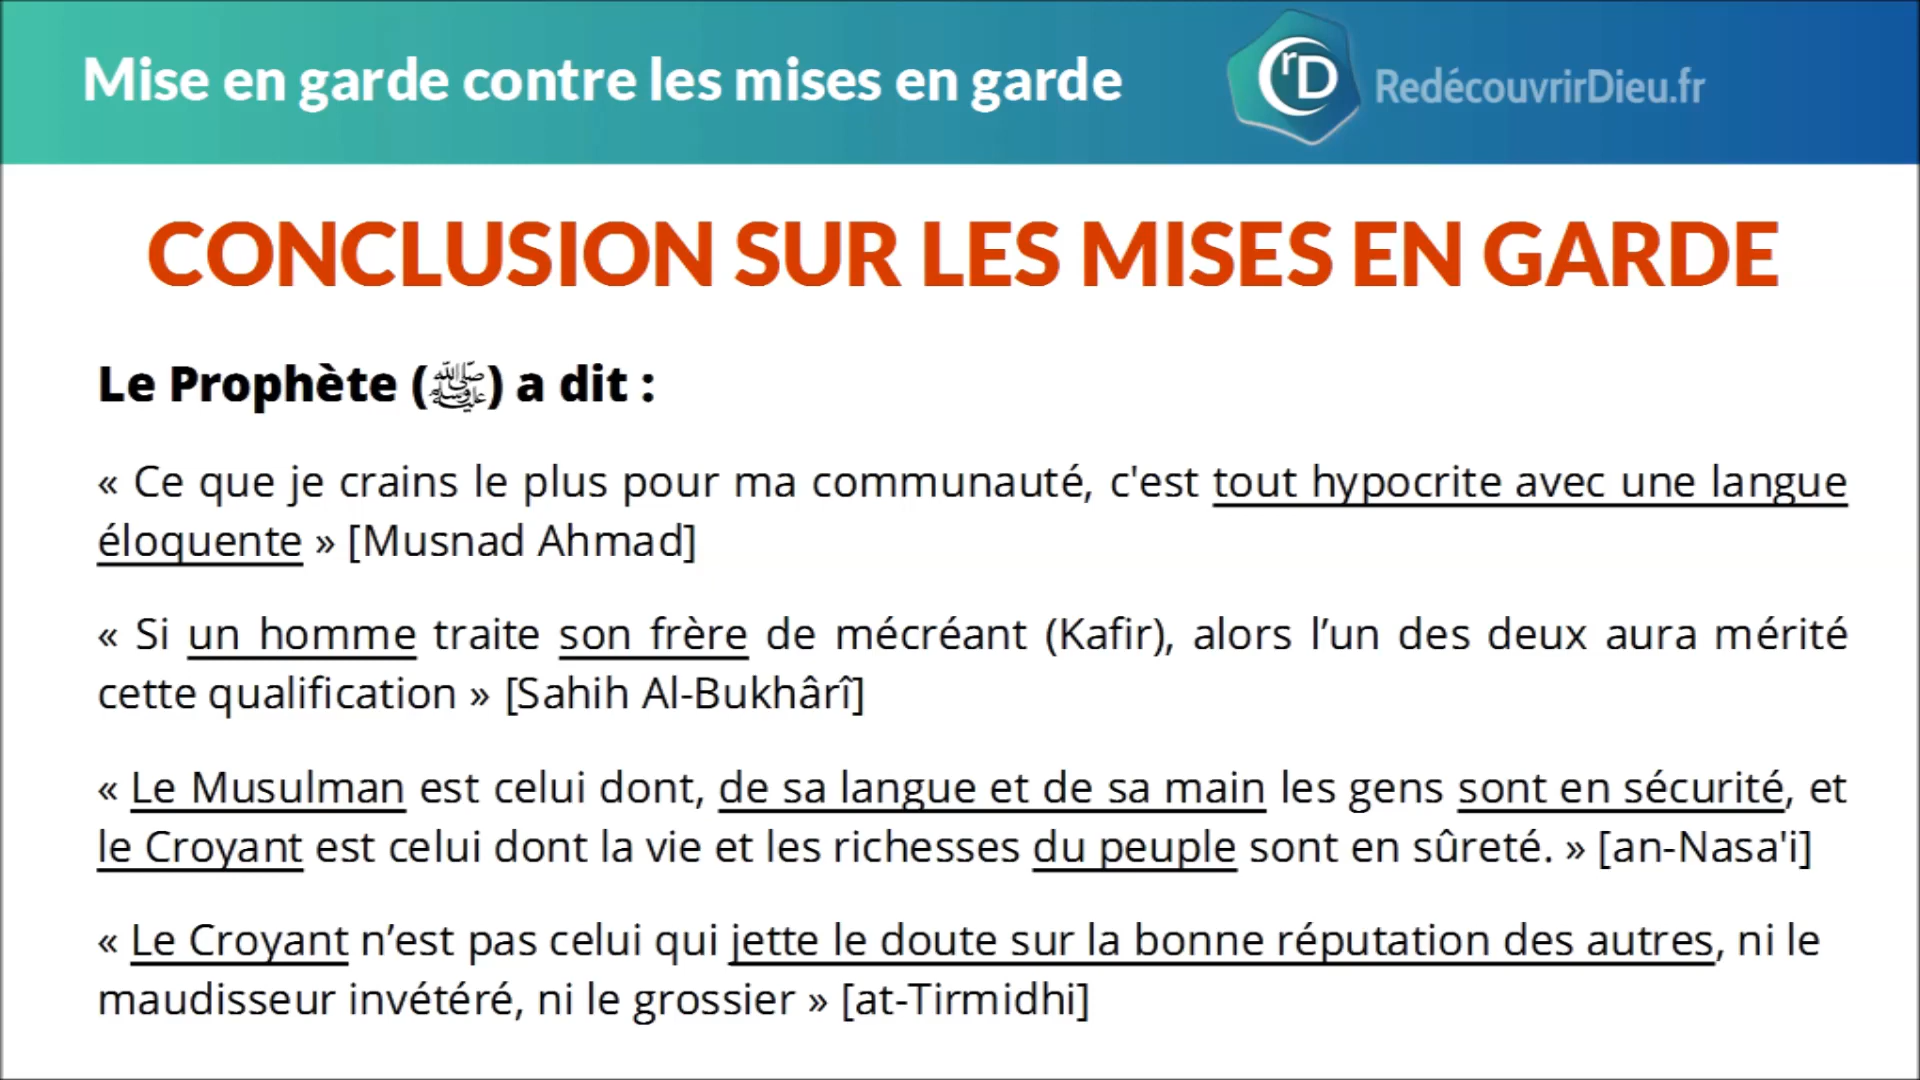 Mise en garde contre les mises en garde
rD RedécouvrirDieu.fr
CONCLUSION SUR LES MISES EN GARDE
Le Prophète (ﷺ) a dit :
« Ce que je crains le plus pour ma communauté, c'est tout hypocrite avec une langue
éloquente » [Musnad Ahmad]
« Si un homme traite son frère de mécréant (Kafir), alors l’un des deux aura mérité
cette qualification » [Sahih Al-Bukhârî]
« Le Musulman est celui dont, de sa langue et de sa main les gens sont en sécurité, et
le Croyant est celui dont la vie et les richesses du peuple sont en sûreté. » [an-Nasa'i]
« Le Croyant n’est pas celui qui jette le doute sur la bonne réputation des autres, ni le
maudisseur invétéré, ni le grossier » [at-Tirmidhi]